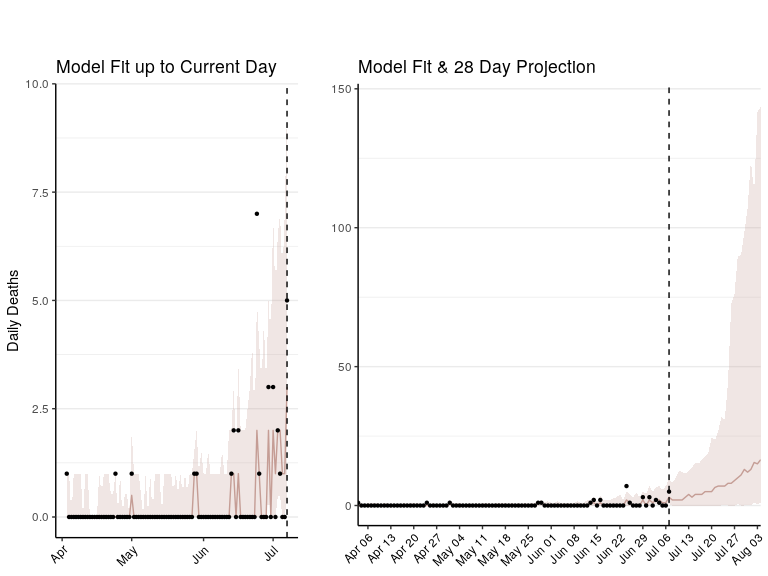 Model Fit up to Current Day
Model Fit & 28 Day Projection
Daily Deaths
10.0
7.5
5.0
2.5
0.0
Apr
May
Jun
Jul
150
100
50
0
Apr 06
Apr 13
Apr 20
Apr 27
May 04
May 11
May 18
May 25
Jun 01
Jun 08
Jun 15
Jun 22
Jun 29
Jul 06
Jul 13
Jul 20
Jul 27
Aug 03